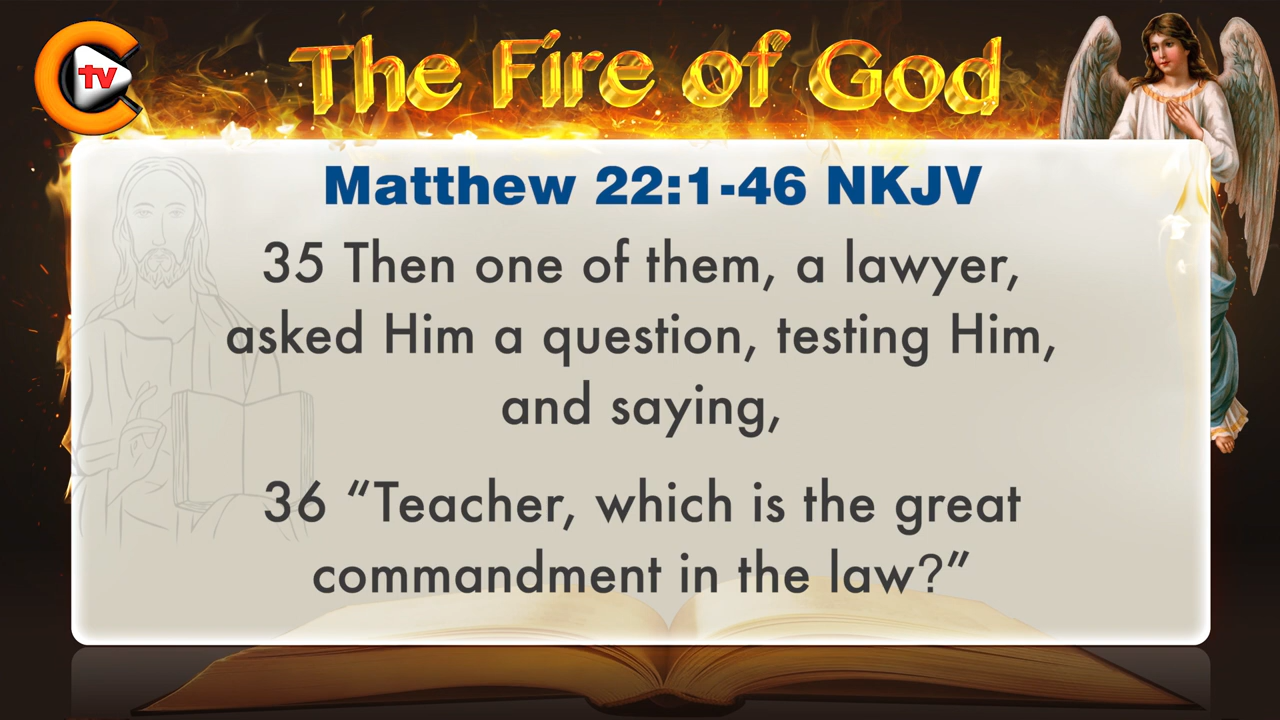 tv
The Fire of God
Matthew 22:1-46 NKJV
35 Then one of them, a lawyer,
asked Him a question, testing Him,
and saying,
36 “Teacher, which is the great
commandment in the law?”